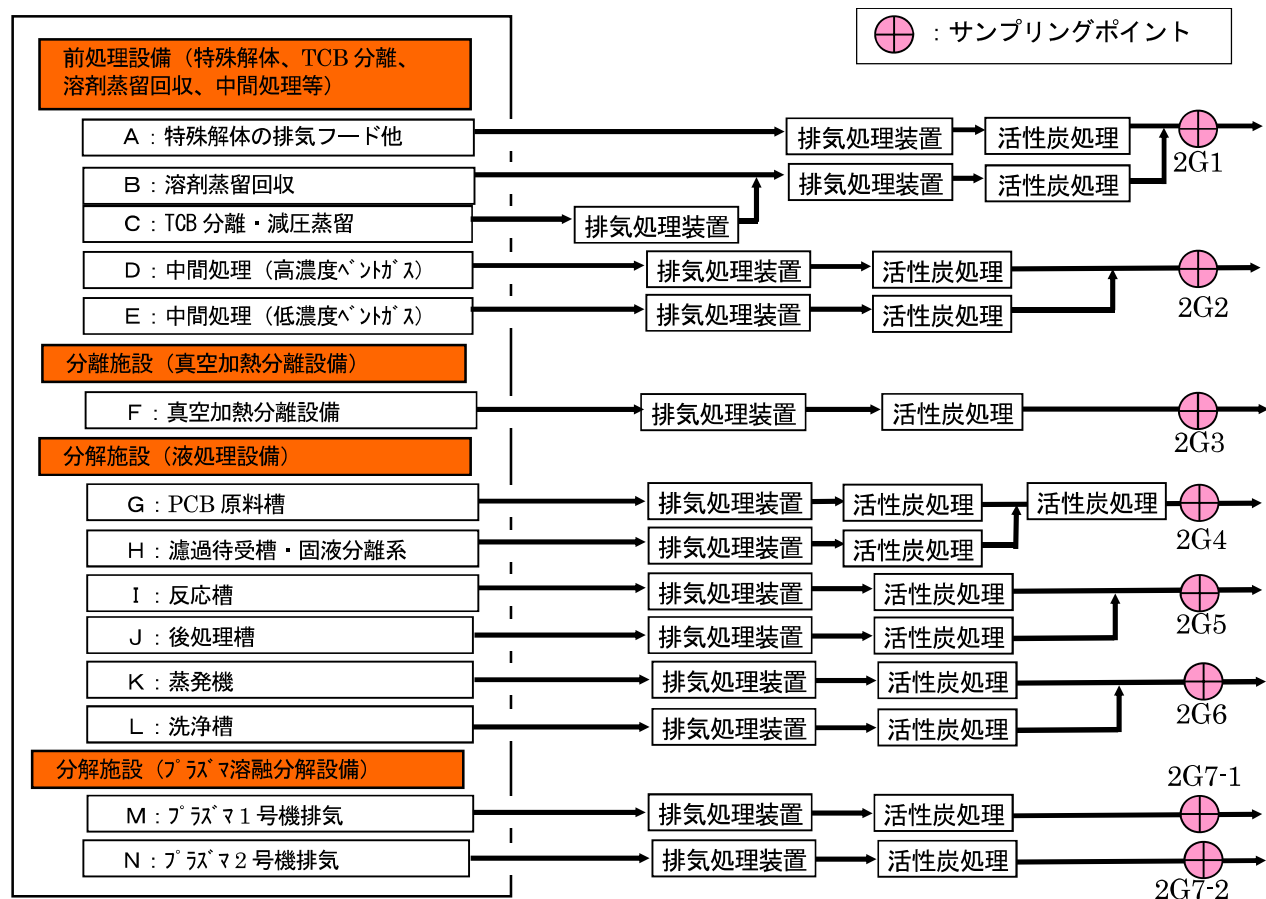 ：サンプリングポイント
前処理設備（特殊解体、TCB 分離、
溶剤蒸留回収、中間処理等）
A：特殊解体の排気フード他
排気処理装置
活性炭処理
2G1
B：溶剤蒸留回収
排気処理装置
活性炭処理
C：TCB 分離・減圧蒸留
排気処理装置
D：中間処理（高濃度ﾍﾞﾝﾄｶﾞｽ）
排気処理装置
活性炭処理
2G2
E：中間処理（低濃度ﾍﾞﾝﾄｶﾞｽ）
排気処理装置
活性炭処理
分離施設（真空加熱分離設備）
F：真空加熱分離設備
排気処理装置
活性炭処理
2G3
分解施設（液処理設備）
G：PCB 原料槽
排気処理装置
活性炭処理
活性炭処理
2G4
H：濾過待受槽・固液分離系
排気処理装置
活性炭処理
I：反応槽
排気処理装置
活性炭処理
2G5
J：後処理槽
排気処理装置
活性炭処理
K：蒸発機
排気処理装置
活性炭処理
2G6
L：洗浄槽
排気処理装置
活性炭処理
分解施設（ﾌﾟﾗｽﾞﾏ溶融分解設備）
2G7-1
M：ﾌﾟﾗｽﾞﾏ 1 号機排気
排気処理装置
活性炭処理
N：ﾌﾟﾗｽﾞﾏ 2 号機排気
排気処理装置
活性炭処理
2G7-2